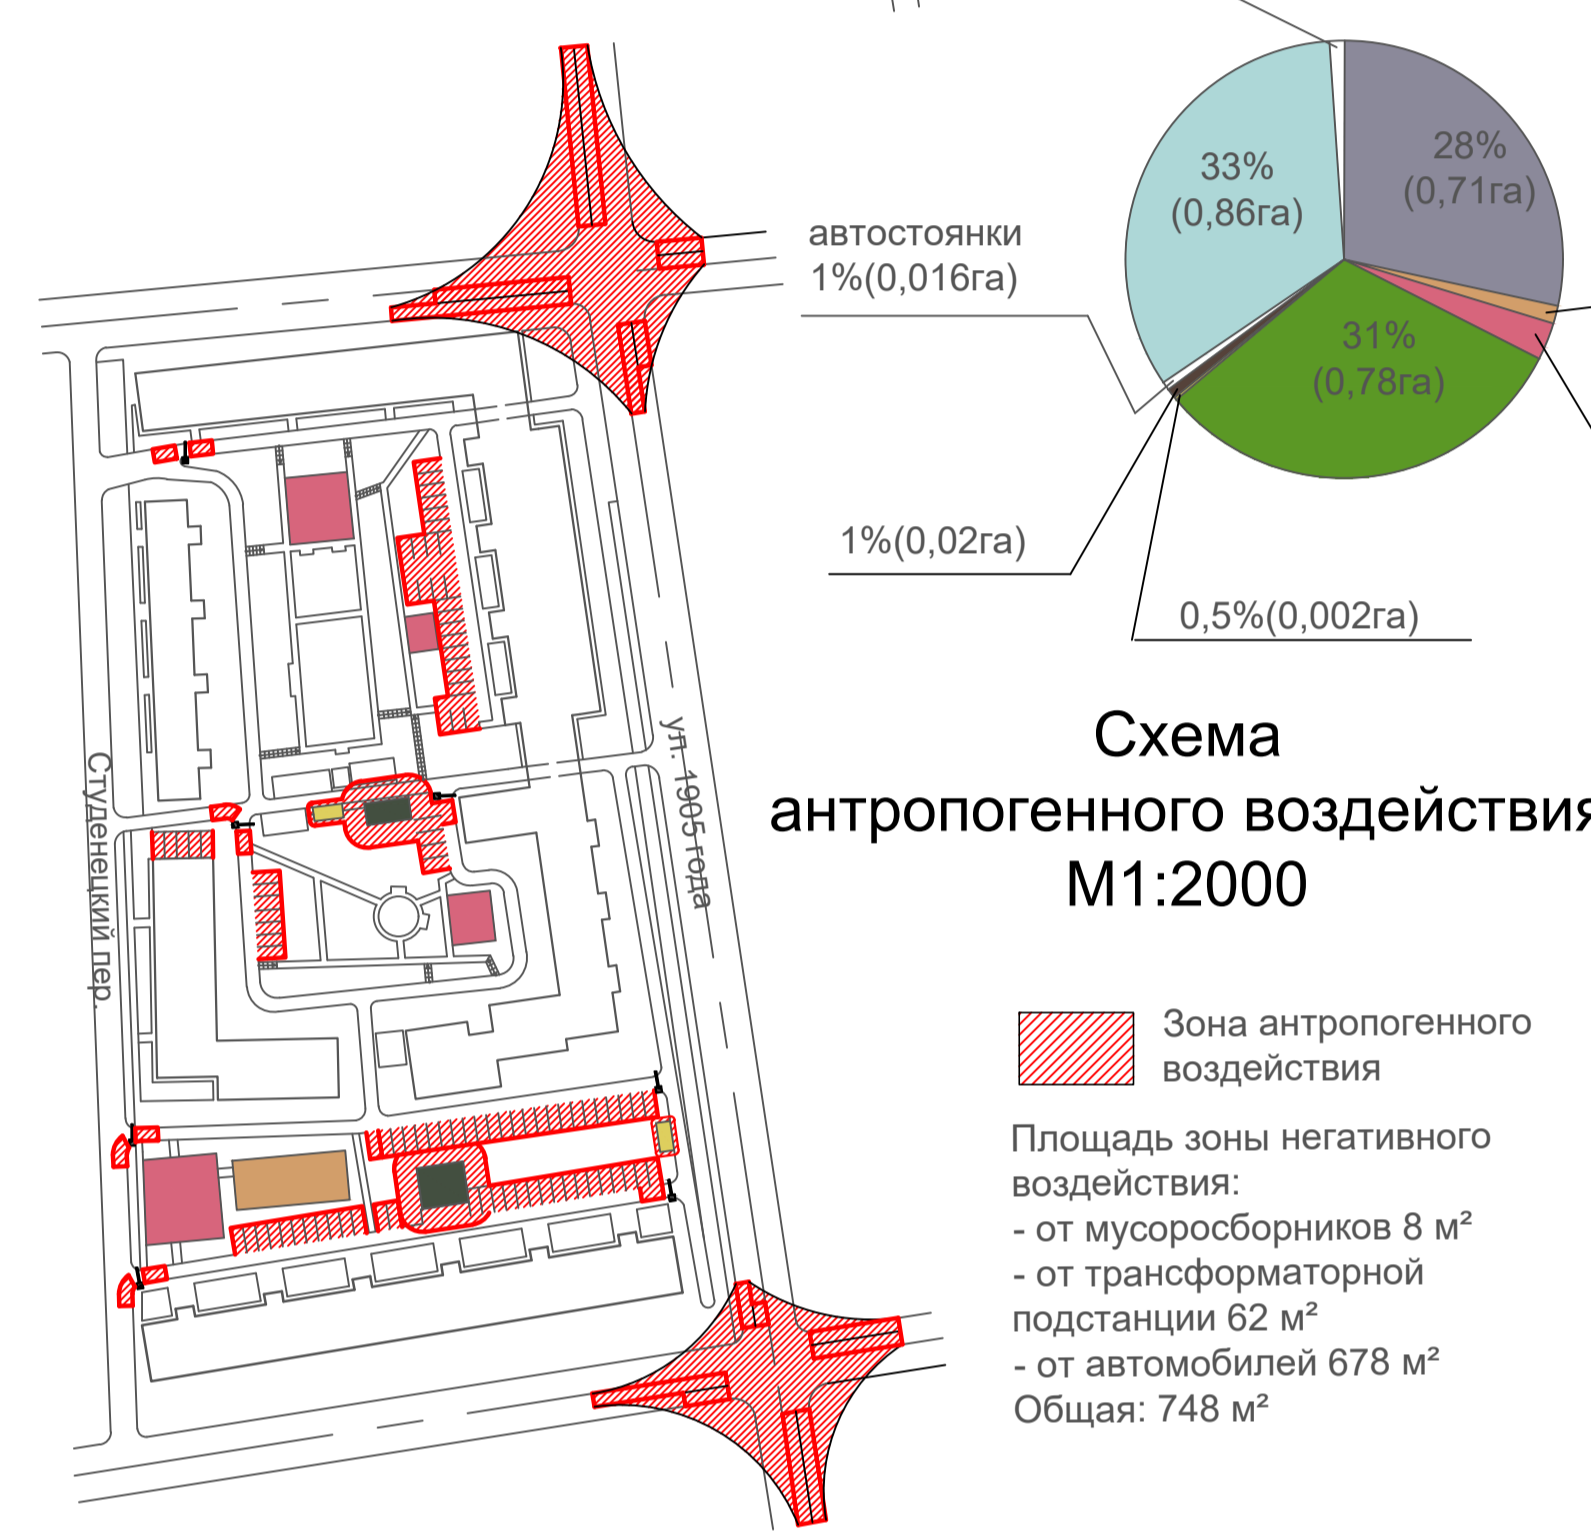 28%
(0,71га)
33%
(0,86га)
автостоянки
1%(0,016га)
31%
(0,78га)
1%(0,02га)
0,5%(0,002га)
Схема
антропогенного воздействия
М1:2000
ул. 1905 года
Студенецкий пер.
Зона антропогенного
воздействия
Площадь зоны негативного
воздействия:
- от мусоросборников 8 м²
- от трансформаторной
подстанции 62 м²
- от автомобилей 678 м²
Общая: 748 м²